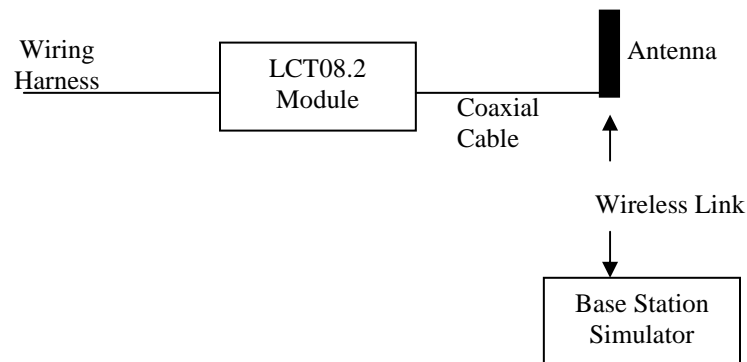 Wiring
Harness
LCT08.2
Module
Coaxial
Cable
Antenna
Wireless Link
Base Station
Simulator